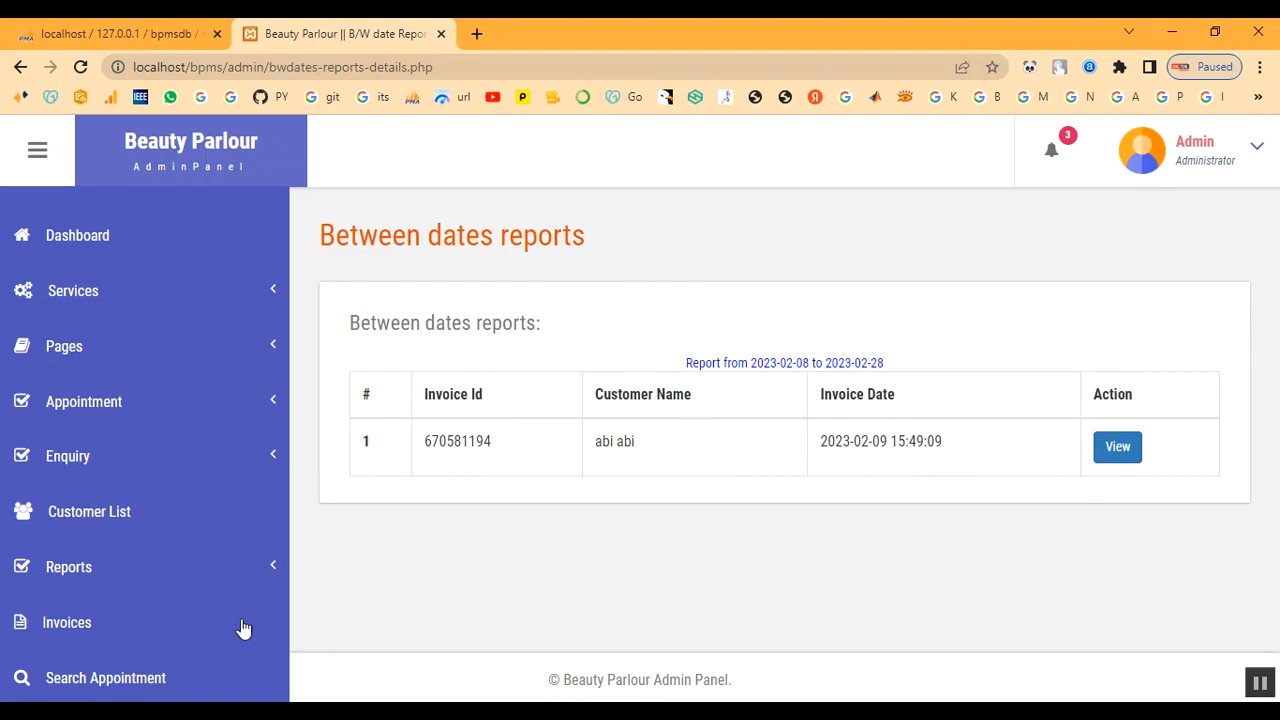 localhost / 127.0.0.1 / bpmsdb /
Beauty Parlour || B/W date Repor
localhost/bpms/admin/bwdates-reports-details.php
Paused
IEEE PY git its url Go K B M N A P I »
Beauty Parlour
AdminPanel
3
Admin
Administrator
Dashboard
Services
Pages
Appointment
Enquiry
Customer List
Reports
Invoices
Search Appointment
Between dates reports
Between dates reports:
Report from 2023-02-08 to 2023-02-28
# Invoice Id Customer Name Invoice Date Action
1 670581194 abi abi 2023-02-09 15:49:09 View
© Beauty Parlour Admin Panel.